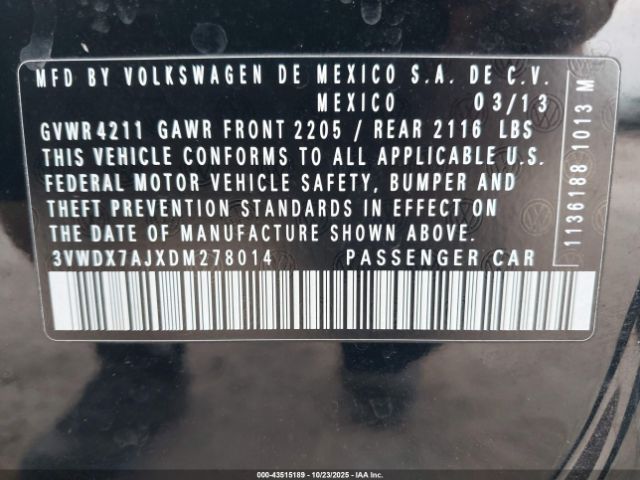 MFD BY VOLKSWAGEN DE MEXICO S.A. DE C.V.
MEXICO 03/13
GVWR 4211 GAWR FRONT 2205 / REAR 2116 LBS
THIS VEHICLE CONFORMS TO ALL APPLICABLE U.S.
FEDERAL MOTOR VEHICLE SAFETY, BUMPER AND
THEFT PREVENTION STANDARDS IN EFFECT ON
THE DATE OF MANUFACTURE SHOWN ABOVE.
3VWDX7AJXDM278014 PASSENGER CAR
1136188 1013 M
000-43515189 - 10/23/2025 - IAA Inc.